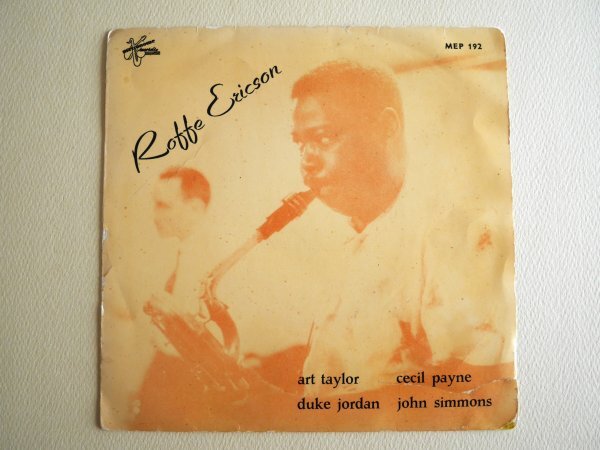 MEP 192
Roffe Ericson
art taylor cecil payne
duke jordan john simmons